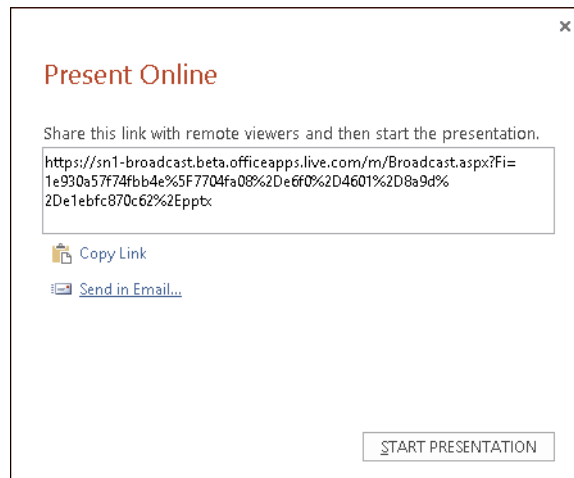 Present Online
Share this link with remote viewers and then start the presentation.
https://sn1-broadcast.beta.officeapps.live.com/m/Broadcast.aspx?Fi=
1e930a57f74fbb4e%5F7704fa08%2De6f0%2D4601%2D8a9d%
2De1ebfc870c62%2Epptx
Copy Link
Send in Email...
START PRESENTATION